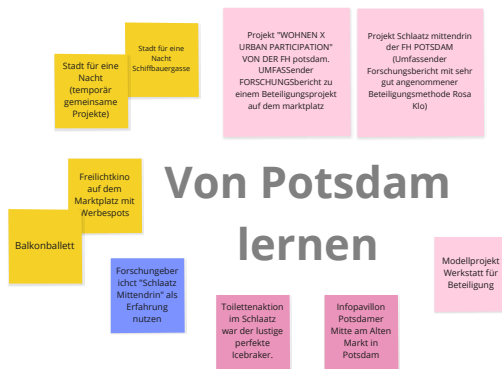 Stadt für eine
Nacht
Schiffbauergasse
Stadt für eine
Nacht
(temporär
gemeinsame
Projekte)
Projekt "WOHNEN X
URBAN PARTICIPATION"
VON DER FH potsdam.
UMFASSender
FORSCHUNGSbericht zu
einem Beteiligungsprojekt
auf dem marktplatz
Projekt Schlaatz mittendrin
der FH POTSDAM
(Umfassender
Forschungsbericht mit sehr
gut angenommener
Beteiligungsmethode Rosa
Klo)
Freilichtkino
auf dem
Marktplatz mit
Werbespots
Von Potsdam
lernen
Balkonballett
Modellprojekt
Werkstatt für
Beteiligung
Forschungeber
ichct "Schlaatz
Mittendrin" als
Erfahrung
nutzen
Toilettenaktion
im Schlaatz
war der lustige
perfekte
Icebraker.
Infopavillon
Potsdamer
Mitte am Alten
Markt in
Potsdam